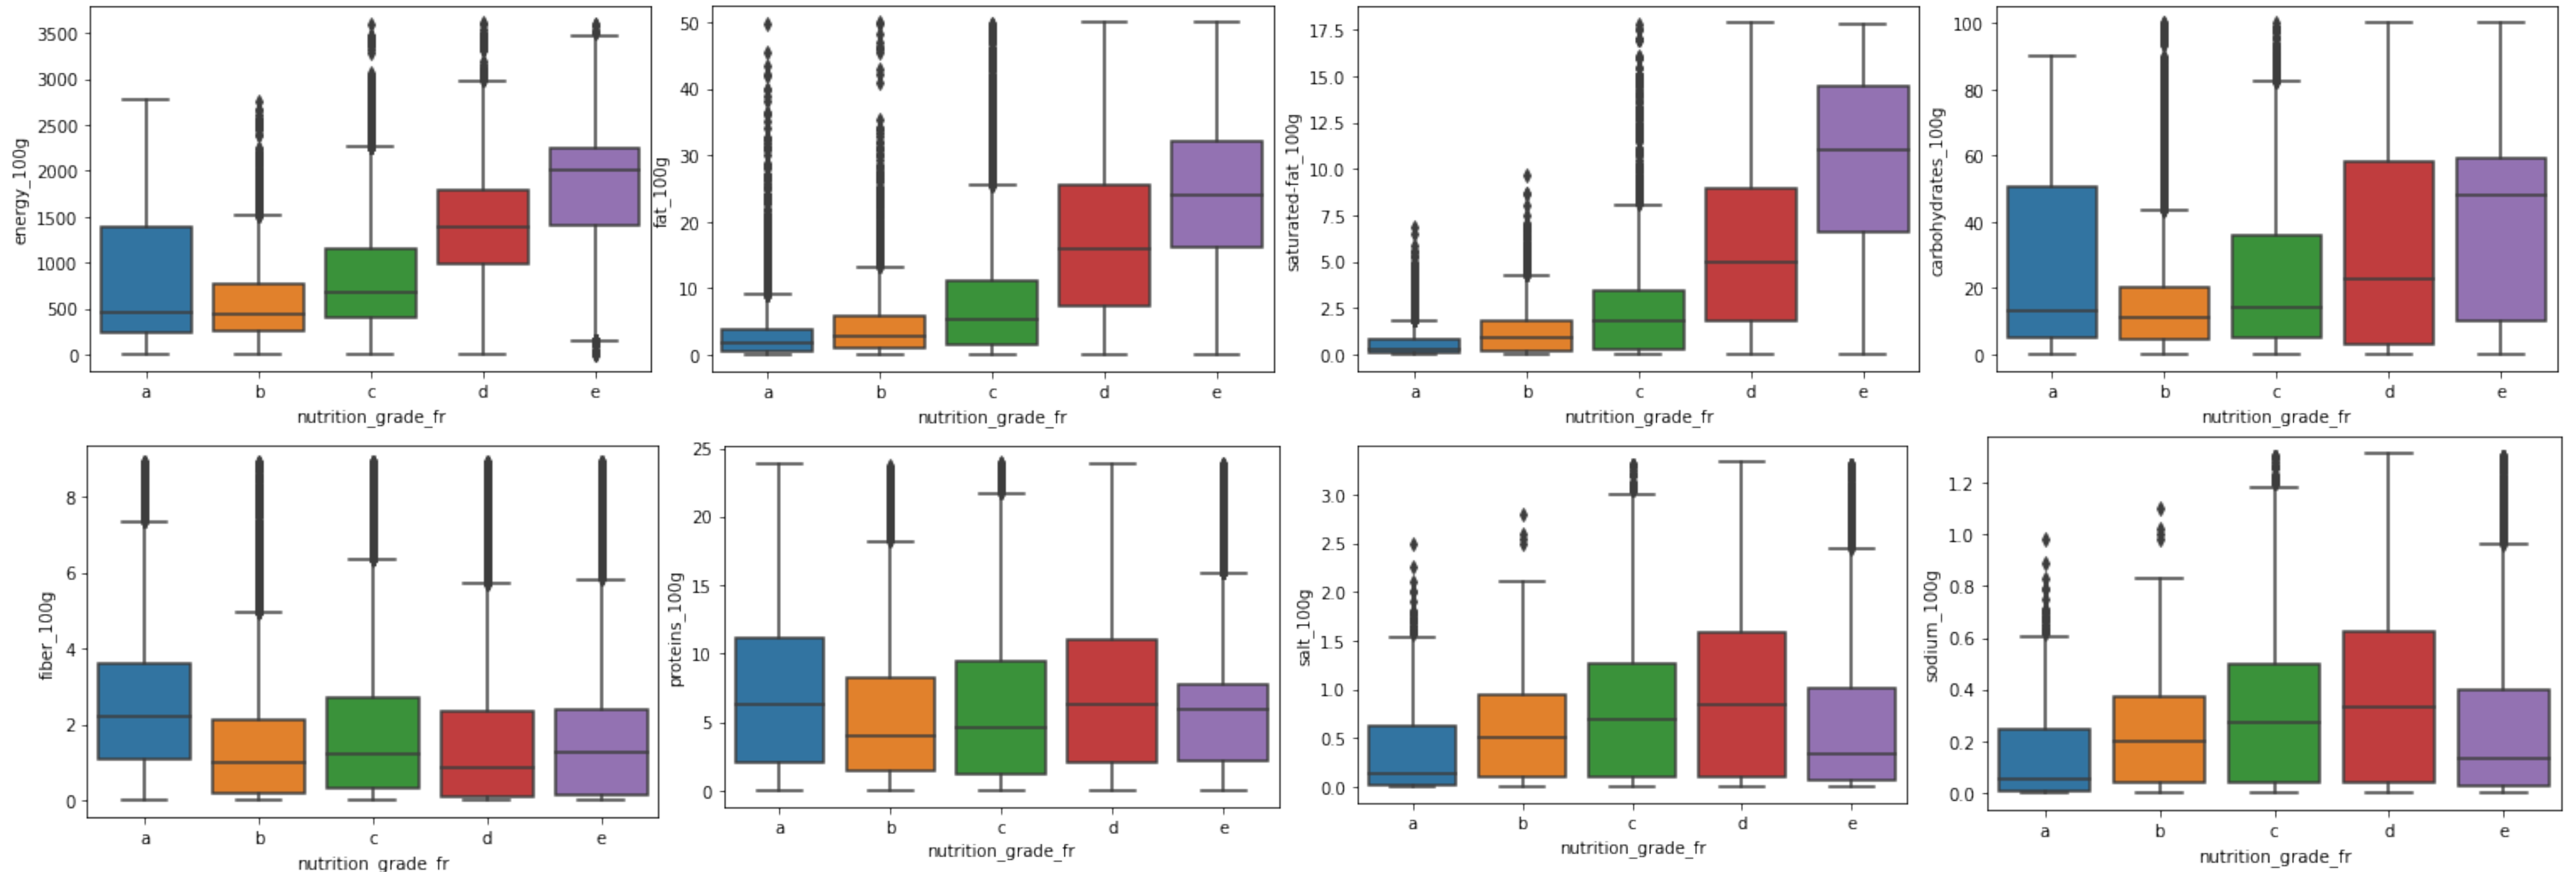 energy_100g
3500
3000
2500
2000
1500
1000
500
0
a b c d e
nutrition_grade_fr
fat_100g
50
40
30
20
10
0
a b c d e
nutrition_grade_fr
saturated-fat_100g
17.5
15.0
12.5
10.0
7.5
5.0
2.5
0.0
a b c d e
nutrition_grade_fr
carbohydrates_100g
100
80
60
40
20
0
a b c d e
nutrition_grade_fr
fiber_100g
8
6
4
2
0
a b c d e
nutrition_grade_fr
proteins_100g
25
20
15
10
5
0
a b c d e
nutrition_grade_fr
salt_100g
3.0
2.5
2.0
1.5
1.0
0.5
0.0
a b c d e
nutrition_grade_fr
sodium_100g
1.2
1.0
0.8
0.6
0.4
0.2
0.0
a b c d e
nutrition_grade_fr